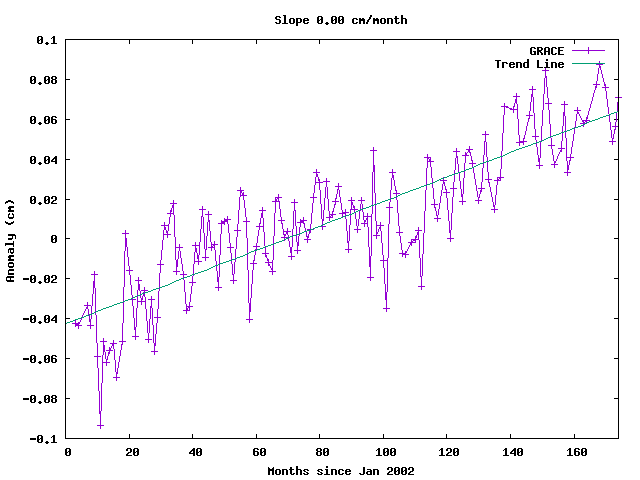 Slope 0.00 cm/month
0.1
0.08
0.06
0.04
0.02
0
-0.02
-0.04
-0.06
-0.08
-0.1
Anomaly (cm)
GRACE
Trend Line
0 20 40 60 80 100 120 140 160
Months since Jan 2002